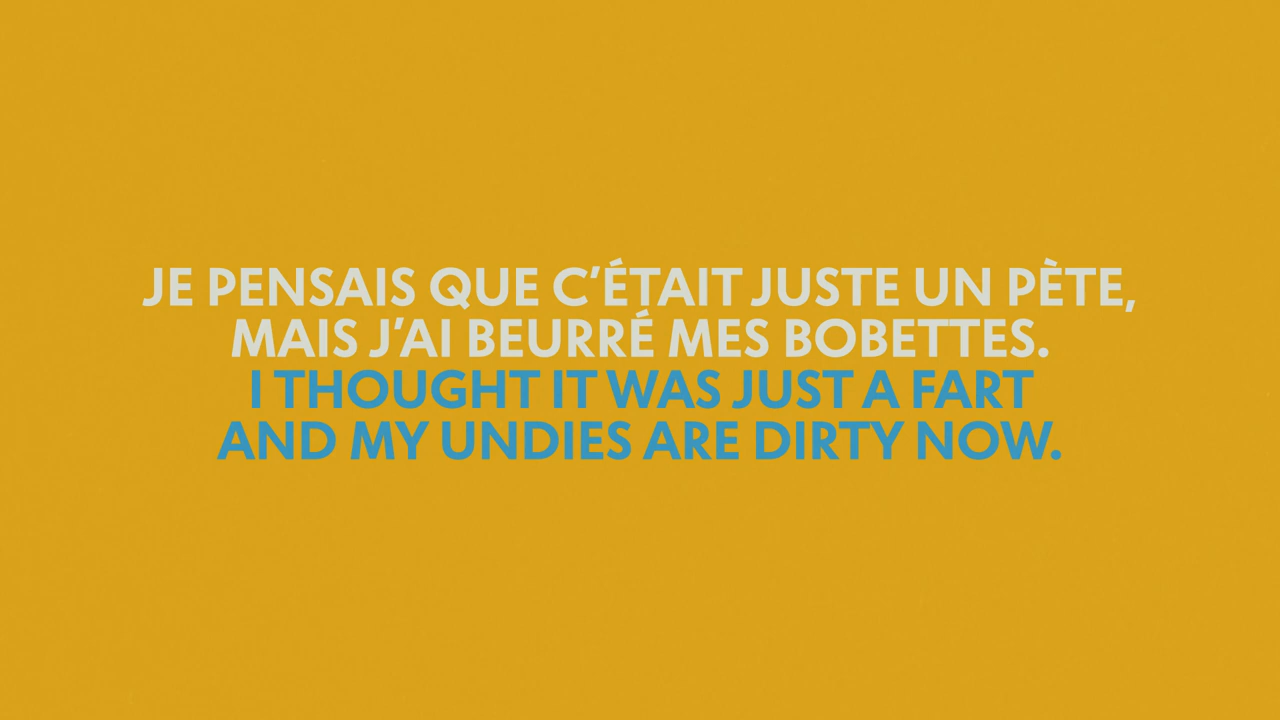 JE PENSAIS QUE C'ÉTAIT JUSTE UN PÈTE,
MAIS J'AI BEURRÉ MES BOBETTES.
I THOUGHT IT WAS JUST A FART
AND MY UNDIES ARE DIRTY NOW.